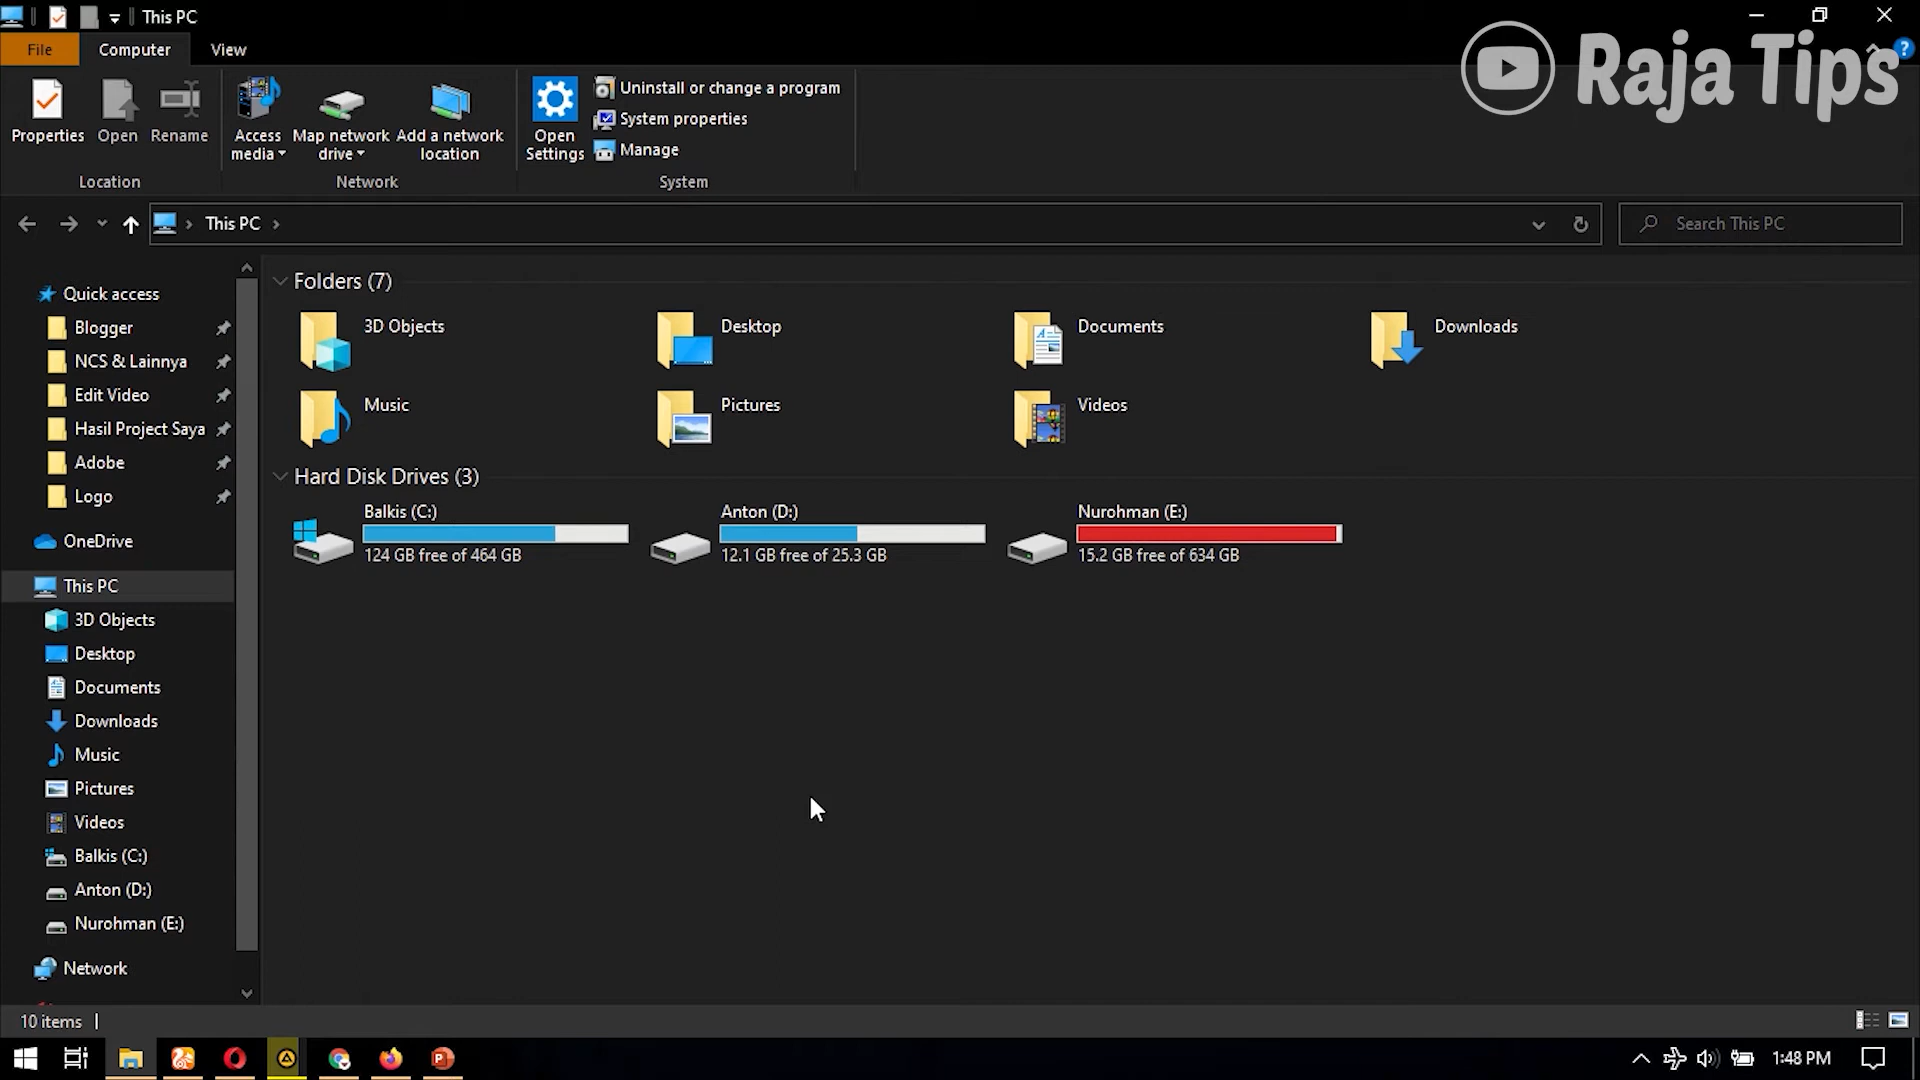 This PC
File
Computer
View
Raja Tips
Properties
Open
Rename
Access media
Map network drive
Add a network location
Open Settings
Uninstall or change a program
System properties
Manage
Location
Network
System
This PC
Search This PC
Quick access
Blogger
NCS & Lainnya
Edit Video
Hasil Project Saya
Adobe
Logo
OneDrive
This PC
3D Objects
Desktop
Documents
Downloads
Music
Pictures
Videos
Balkis (C:)
Anton (D:)
Nurohman (E:)
Network
Folders (7)
3D Objects
Desktop
Documents
Downloads
Music
Pictures
Videos
Hard Disk Drives (3)
Balkis (C:)
124 GB free of 464 GB
Anton (D:)
12.1 GB free of 25.3 GB
Nurohman (E:)
15.2 GB free of 634 GB
10 items
1:48 PM